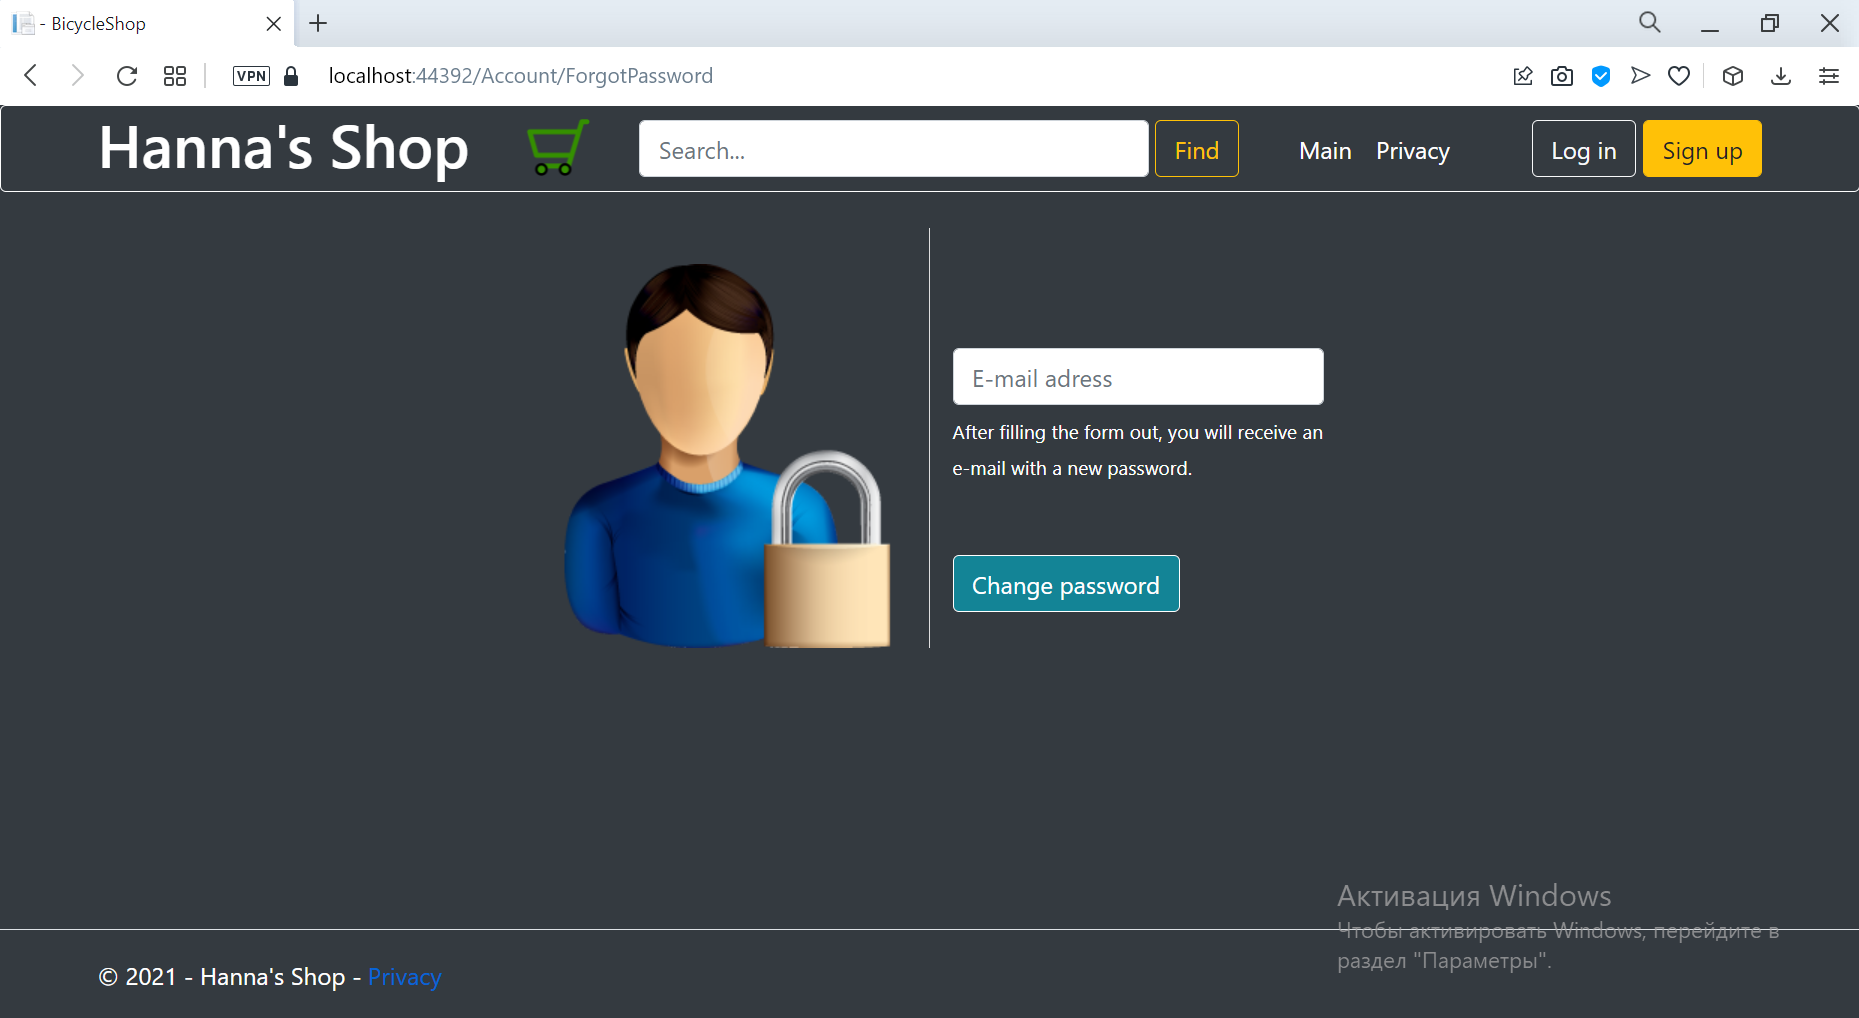 - BicycleShop
VPN
localhost:44392/Account/ForgotPassword
Hanna's Shop
Search...
Find
Main
Privacy
Log in
Sign up
E-mail adress
After filling the form out, you will receive an
e-mail with a new password.
Change password
Активация Windows
Чтобы активировать Windows, перейдите в
раздел "Параметры".
© 2021 - Hanna's Shop - Privacy